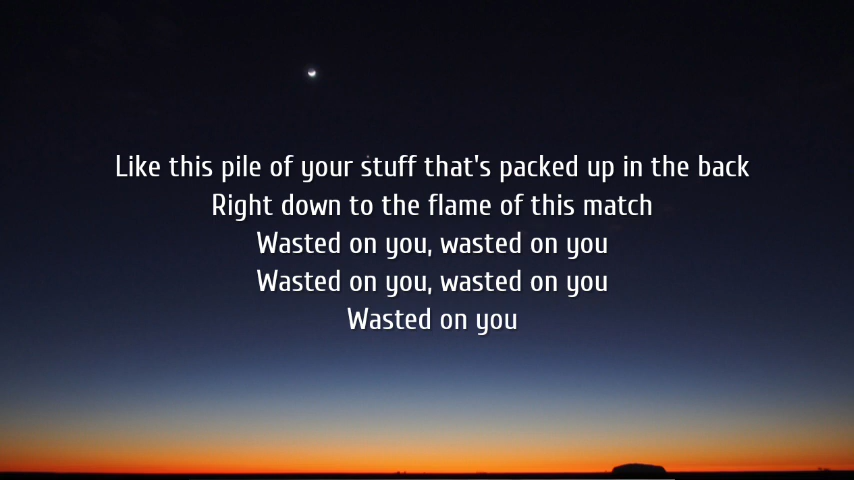 Like this pile of your stuff that's packed up in the back
Right down to the flame of this match
Wasted on you, wasted on you
Wasted on you, wasted on you
Wasted on you